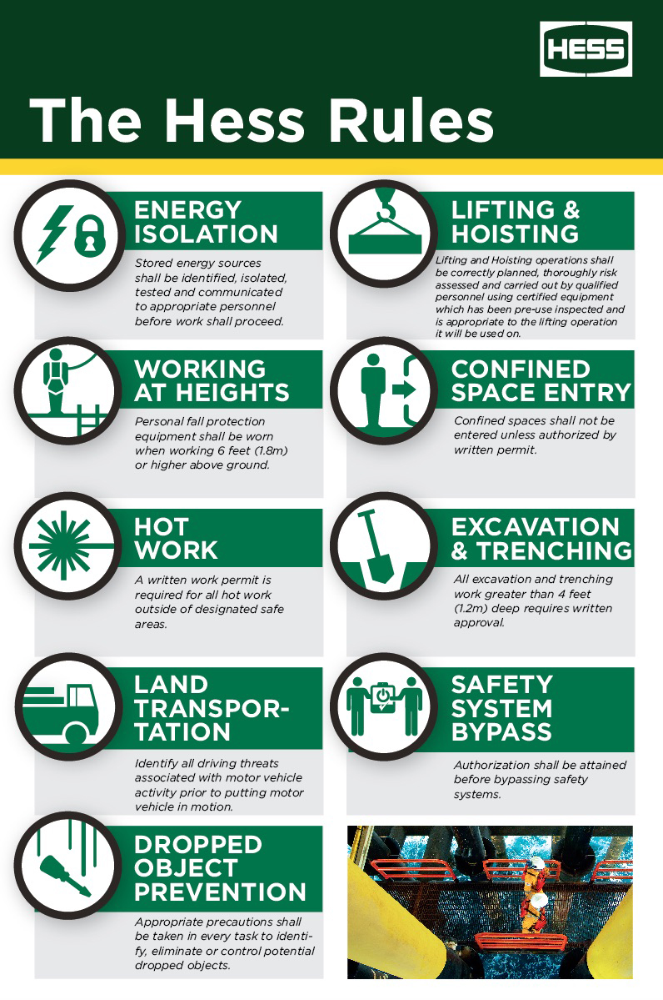 HESS
The Hess Rules
ENERGY
ISOLATION
Stored energy sources
shall be identified, isolated,
tested and communicated
to appropriate personnel
before work shall proceed.
LIFTING &
HOISTING
Lifting and Hoisting operations shall
be correctly planned, thoroughly risk
assessed and carried out by qualified
personnel using certified equipment
which has been pre-use inspected and
is appropriate to the lifting operation
it will be used on.
WORKING
AT HEIGHTS
Personal fall protection
equipment shall be worn
when working 6 feet (1.8m)
or higher above ground.
CONFINED
SPACE ENTRY
Confined spaces shall not be
entered unless authorized by
written permit.
HOT
WORK
A written work permit is
required for all hot work
outside of designated safe
areas.
EXCAVATION
& TRENCHING
All excavation and trenching
work greater than 4 feet
(1.2m) deep requires written
approval.
LAND
TRANSPOR-
TATION
Identify all driving threats
associated with motor vehicle
activity prior to putting motor
vehicle in motion.
SAFETY
SYSTEM
BYPASS
Authorization shall be attained
before bypassing safety
systems.
DROPPED
OBJECT
PREVENTION
Appropriate precautions shall
be taken in every task to identi-
fy, eliminate or control potential
dropped objects.